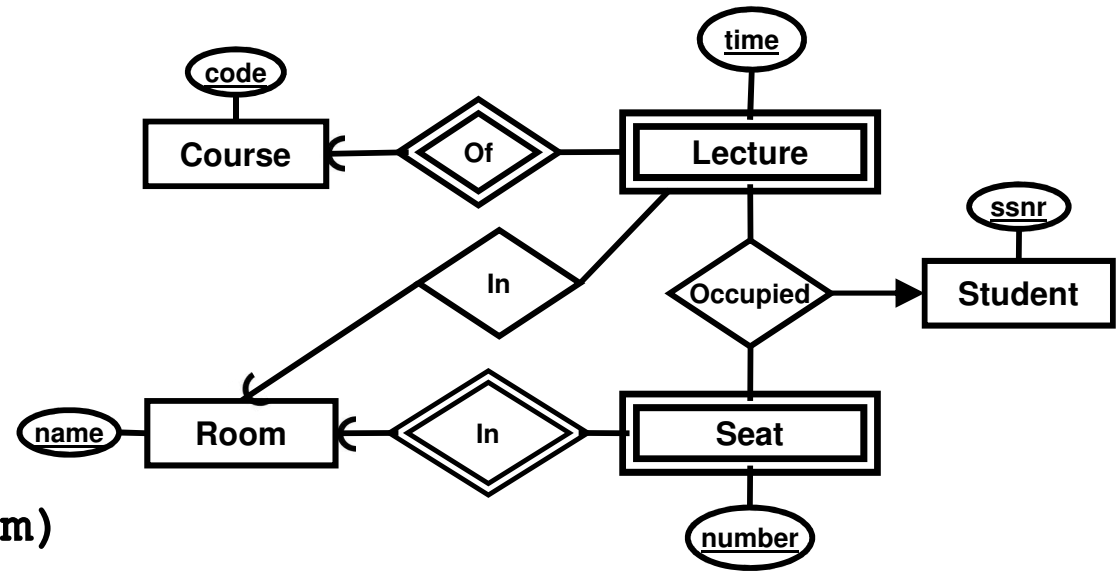 time
code
Course
Of
Lecture
ssnr
In
Occupied
Student
name
Room
In
Seat
m)
number